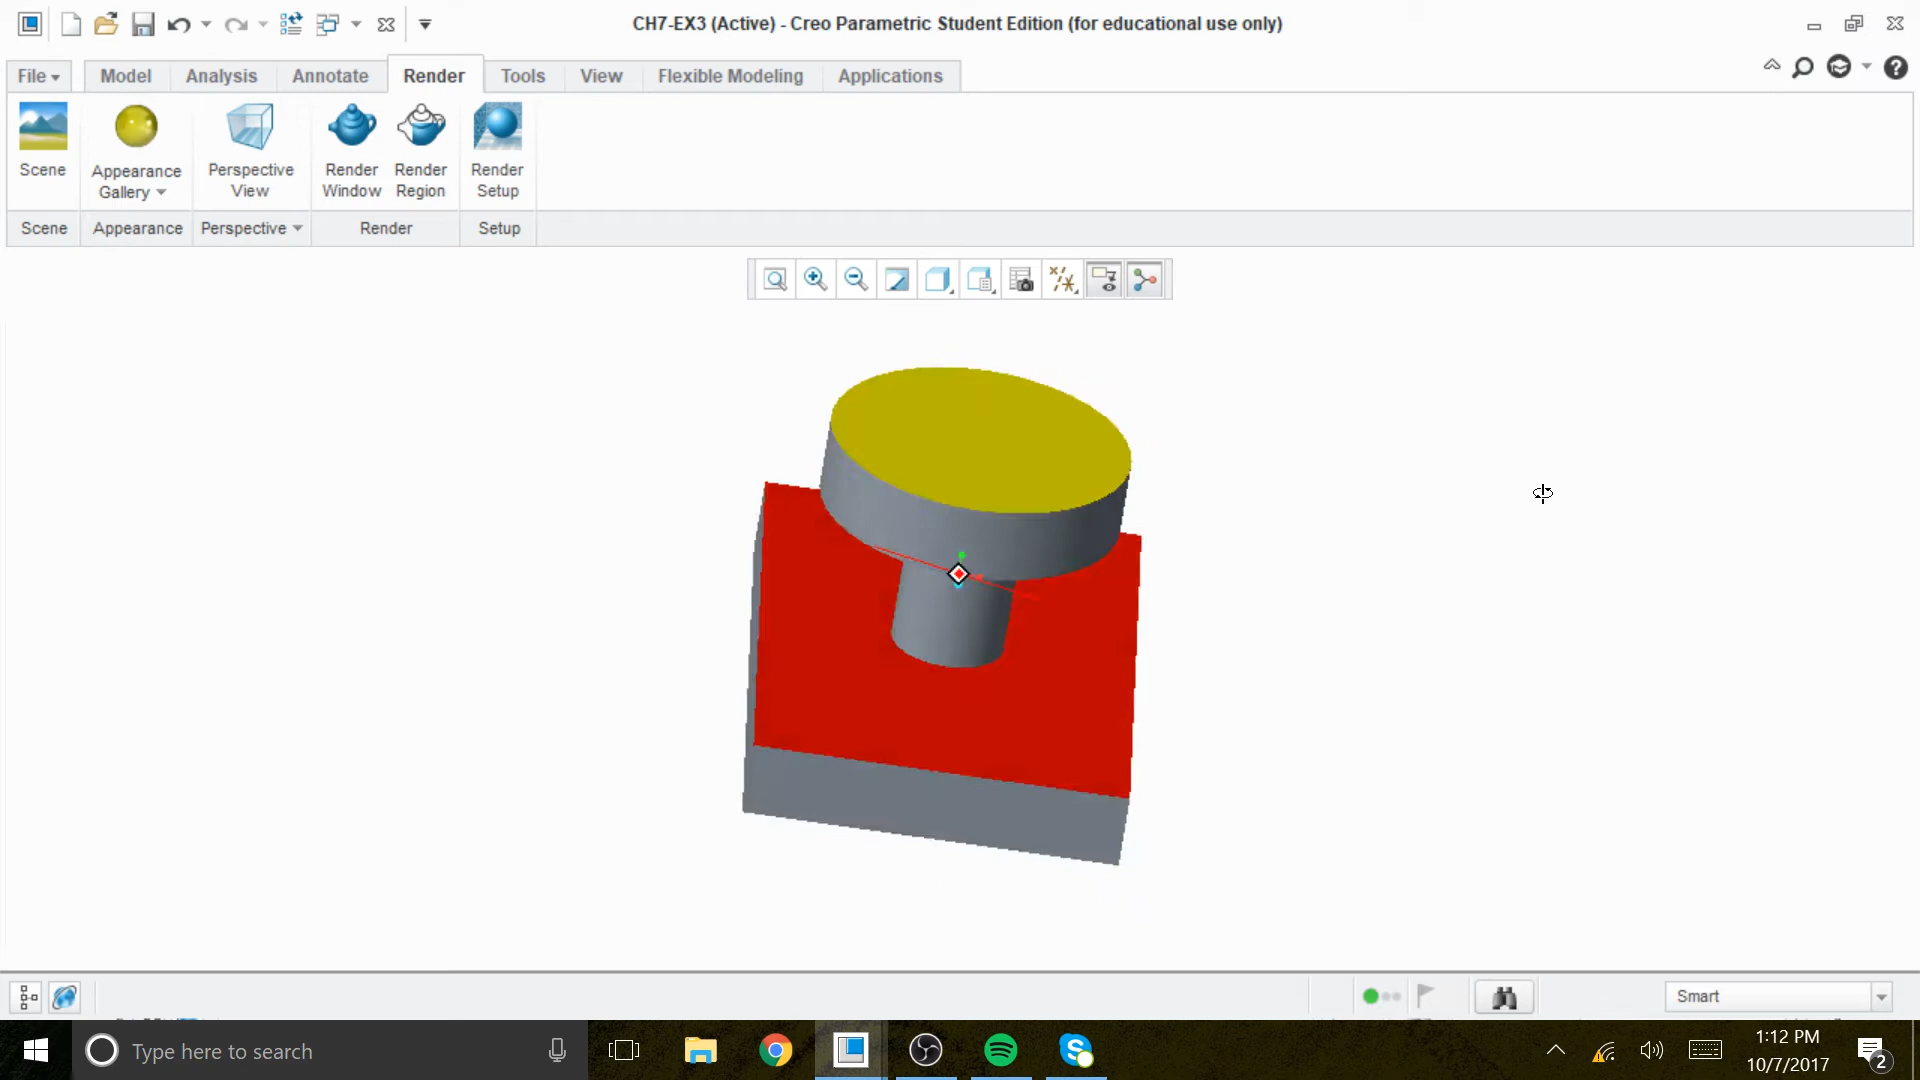 CH7-EX3 (Active) - Creo Parametric Student Edition (for educational use only)
File Model Analysis Annotate Render Tools View Flexible Modeling Applications
Scene
Appearance Gallery
Perspective View
Render Window
Render Region
Render Setup
Scene Appearance Perspective Render Setup
Smart
Type here to search
1:12 PM
10/7/2017
2